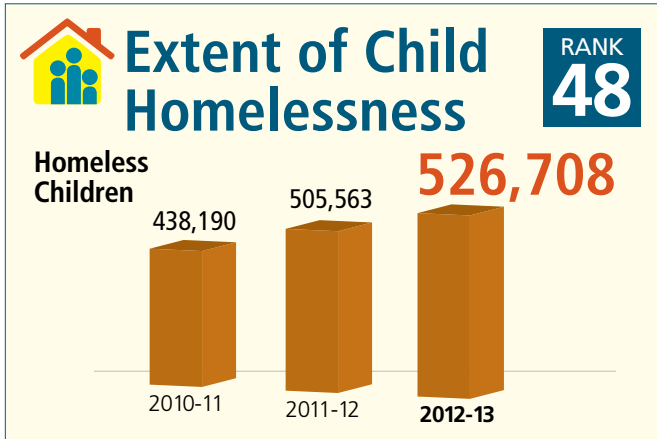 Extent of Child
Homelessness
RANK
48
Homeless
Children
438,190
505,563
526,708
2010-11
2011-12
2012-13